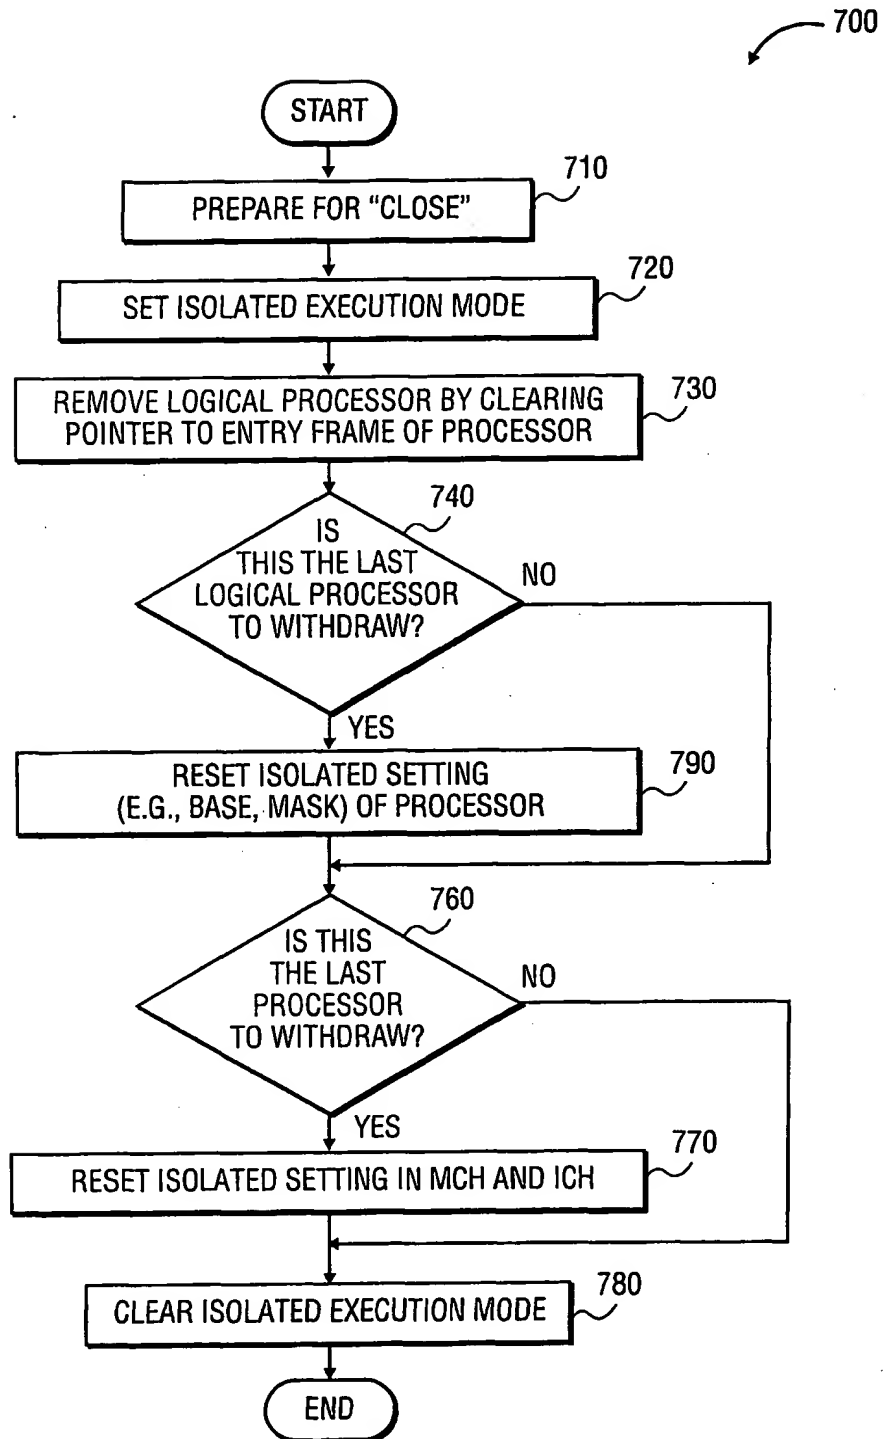 700
START
710
PREPARE FOR “CLOSE”
720
SET ISOLATED EXECUTION MODE
730
REMOVE LOGICAL PROCESSOR BY CLEARING
POINTER TO ENTRY FRAME OF PROCESSOR
740
IS
THIS THE LAST
LOGICAL PROCESSOR
TO WITHDRAW?
NO
YES
790
RESET ISOLATED SETTING
(E.G., BASE, MASK) OF PROCESSOR
760
IS THIS
THE LAST
PROCESSOR
TO WITHDRAW?
NO
YES
770
RESET ISOLATED SETTING IN MCH AND ICH
780
CLEAR ISOLATED EXECUTION MODE
END